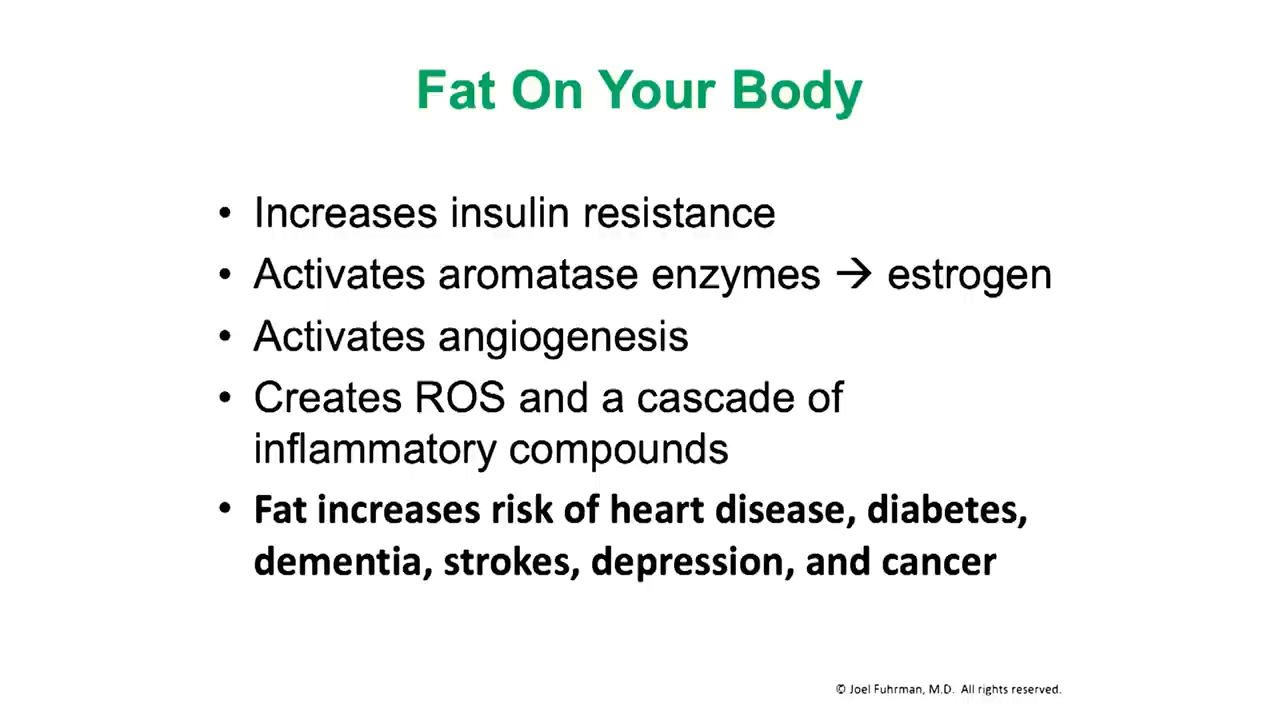 Fat On Your Body
• Increases insulin resistance
• Activates aromatase enzymes → estrogen
• Activates angiogenesis
• Creates ROS and a cascade of
inflammatory compounds
• Fat increases risk of heart disease, diabetes,
dementia, strokes, depression, and cancer
© Joel Fuhrman, M.D. All rights reserved.